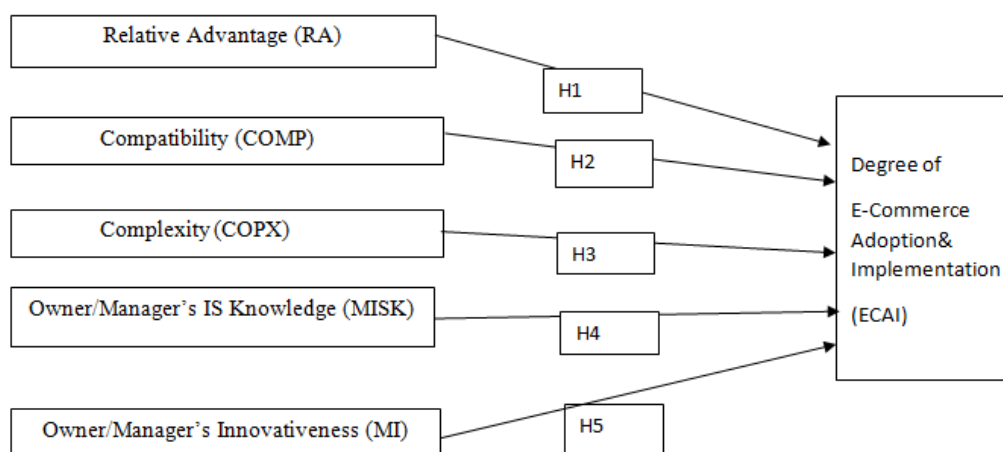 Relative Advantage (RA)
H1
Compatibility (COMP)
H2
Complexity (COPX)
H3
Owner/Manager’s IS Knowledge (MISK)
H4
Owner/Manager’s Innovativeness (MI)
H5
Degree of
E-Commerce
Adoption&
Implementation
(ECAI)